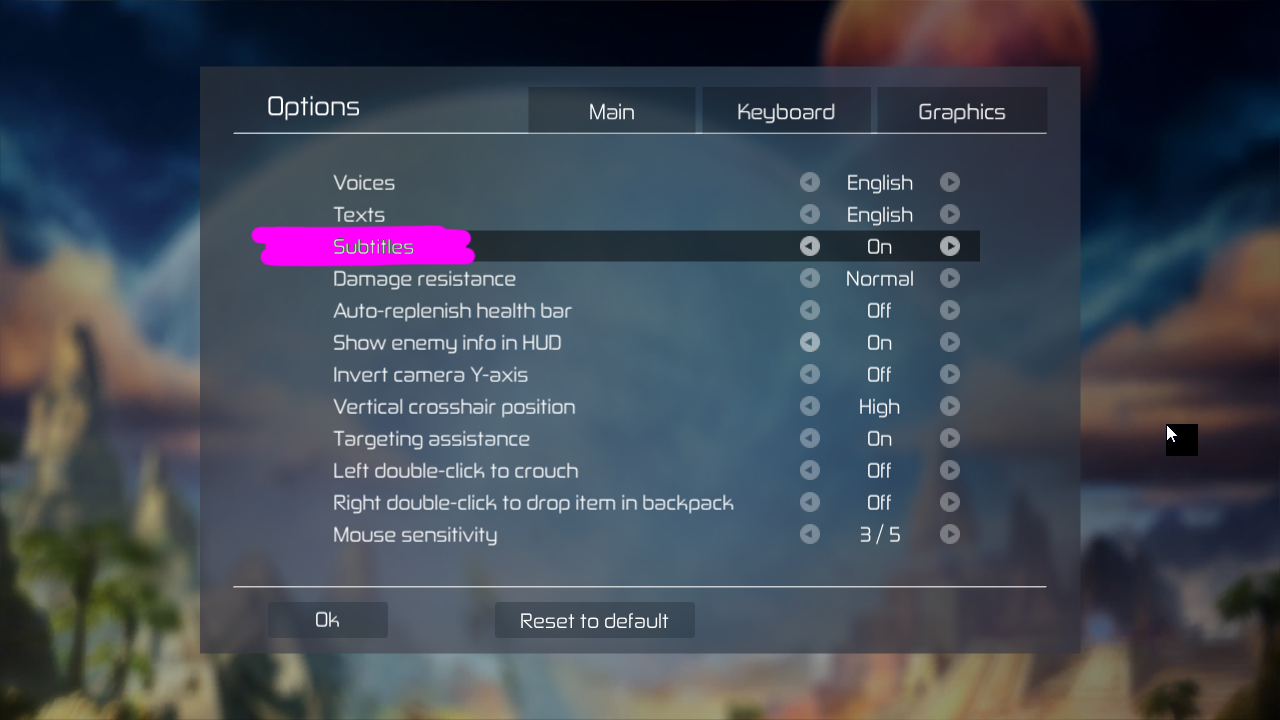 Options Main Keyboard Graphics
Voices English
Texts English
Subtitles On
Damage resistance Normal
Auto-replenish health bar Off
Show enemy info in HUD On
Invert camera Y-axis Off
Vertical crosshair position High
Targeting assistance On
Left double-click to crouch Off
Right double-click to drop item in backpack Off
Mouse sensitivity 3 / 5
Ok Reset to default